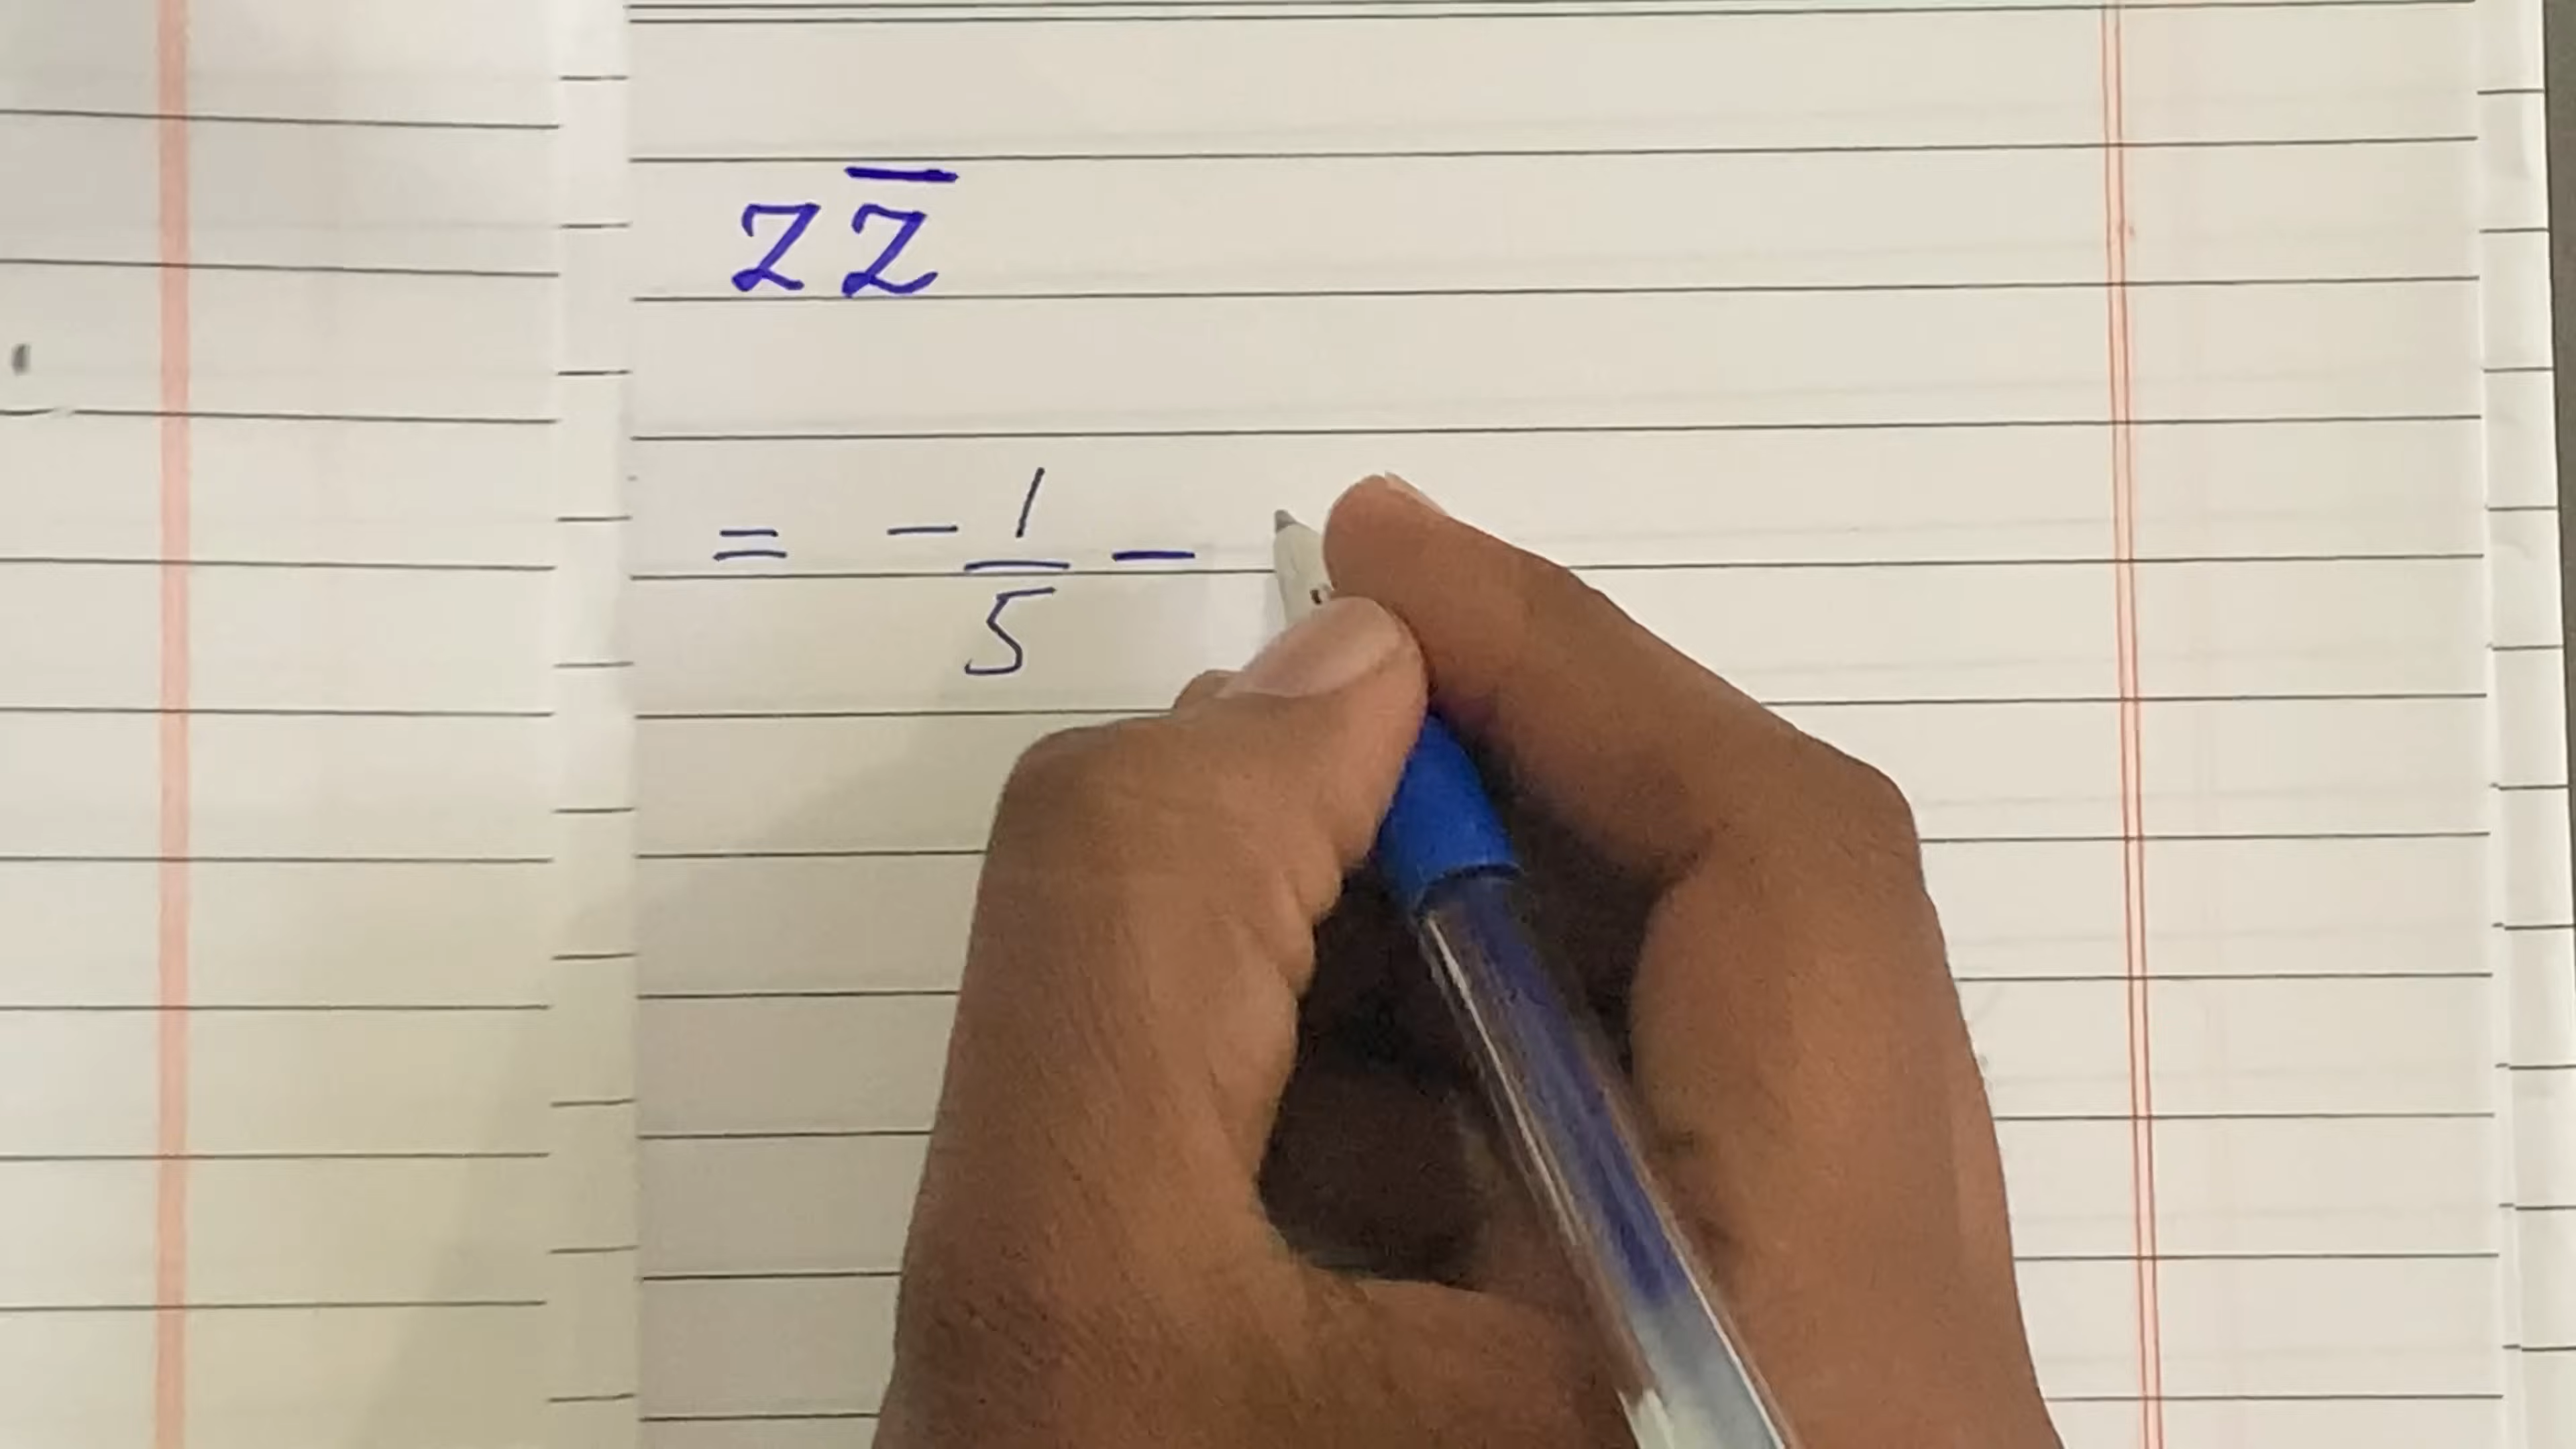 z z̅
= -1/5 -